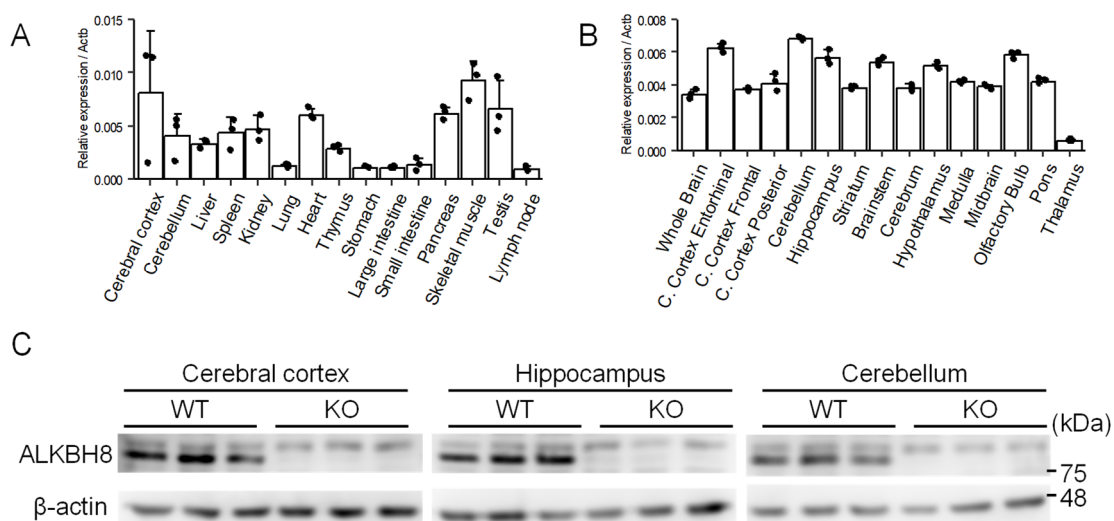 A
Relative expression / Actb
0.015
0.010
0.005
0.000
Cerebral cortex
Cerebellum
Liver
Spleen
Kidney
Lung
Heart
Thymus
Stomach
Large intestine
Small intestine
Pancreas
Skeletal muscle
Testis
Lymph node
B
Relative expression / Actb
0.008
0.006
0.004
0.002
0.000
Whole Brain
C. Cortex Entorhinal
C. Cortex Frontal
C. Cortex Posterior
Cerebellum
Hippocampus
Striatum
Brainstem
Cerebrum
Hypothalamus
Medulla
Midbrain
Olfactory Bulb
Pons
Thalamus
C
Cerebral cortex Hippocampus Cerebellum
WT KO WT KO WT KO (kDa)
ALKBH8
75
β-actin 48